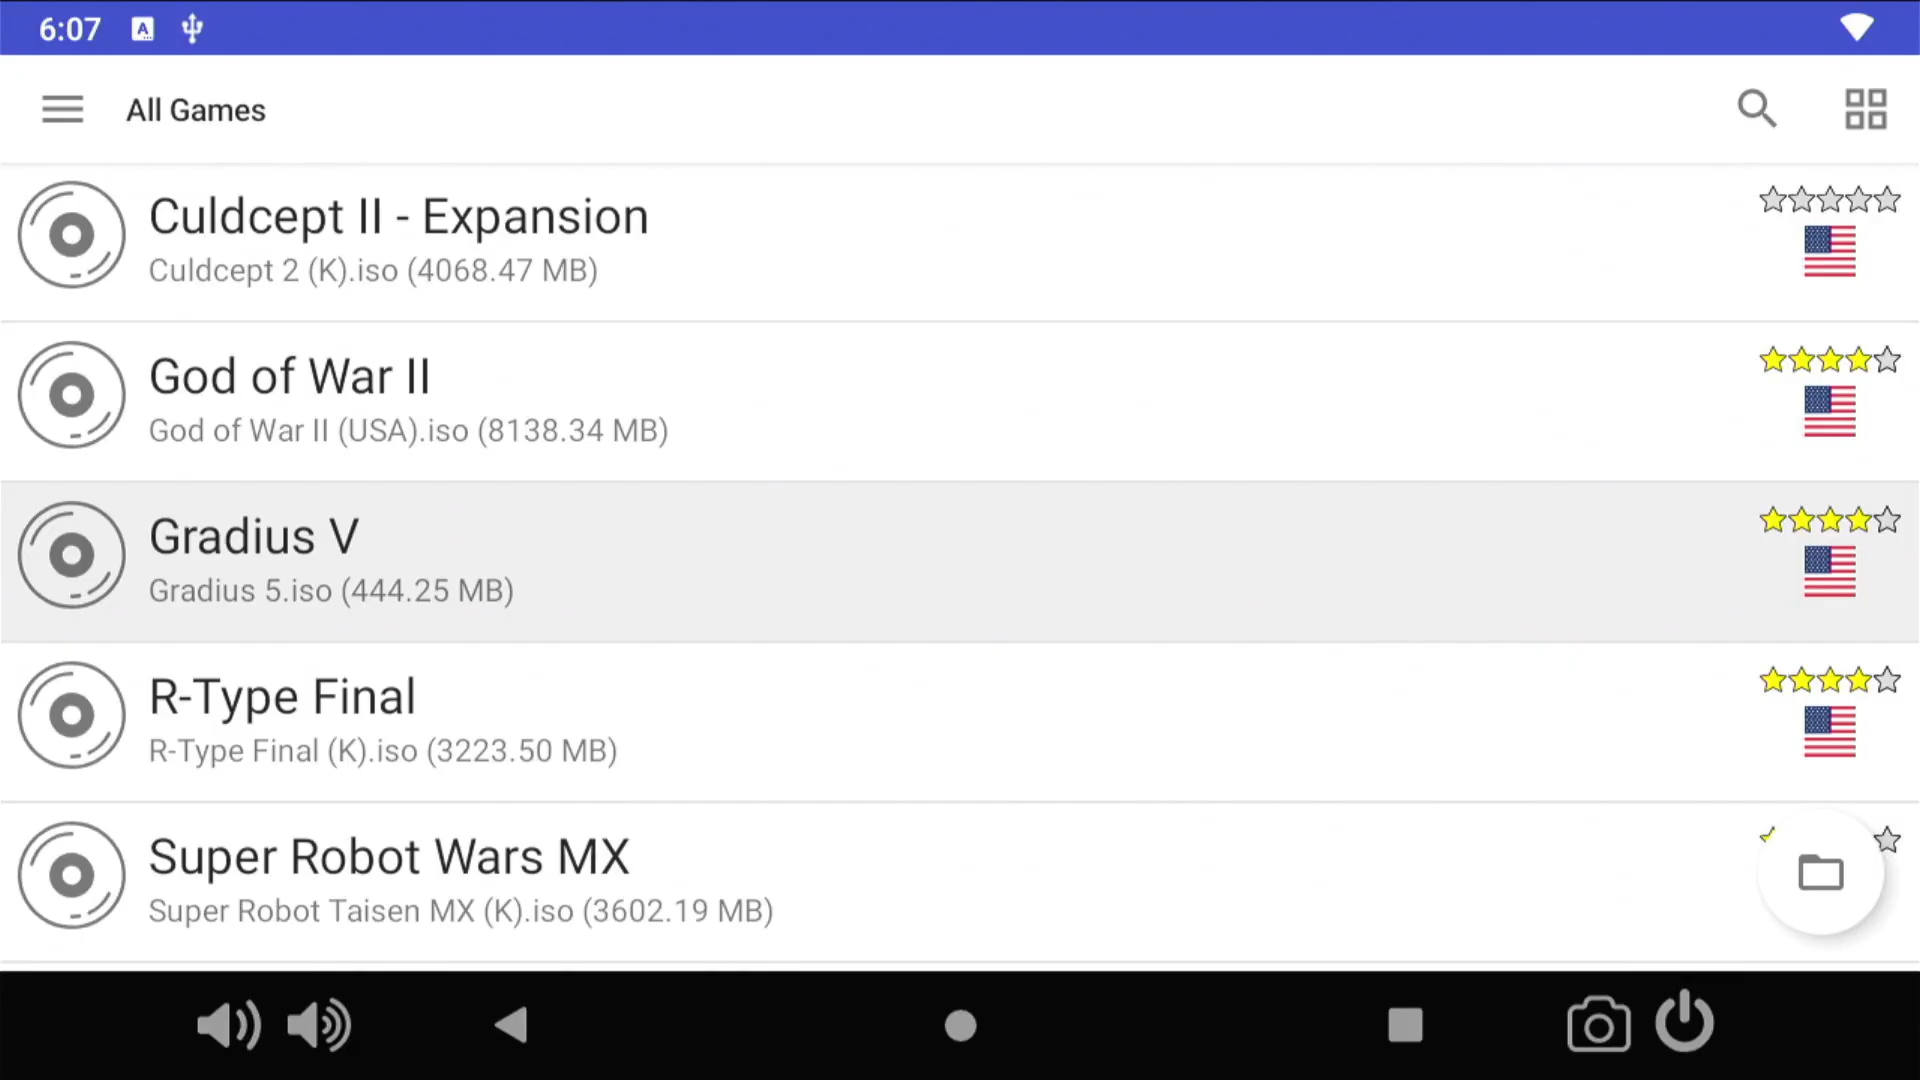 6:07
A
All Games
Culdcept II - Expansion
Culdcept 2 (K).iso (4068.47 MB)
God of War II
God of War II (USA).iso (8138.34 MB)
Gradius V
Gradius 5.iso (444.25 MB)
R-Type Final
R-Type Final (K).iso (3223.50 MB)
Super Robot Wars MX
Super Robot Taisen MX (K).iso (3602.19 MB)